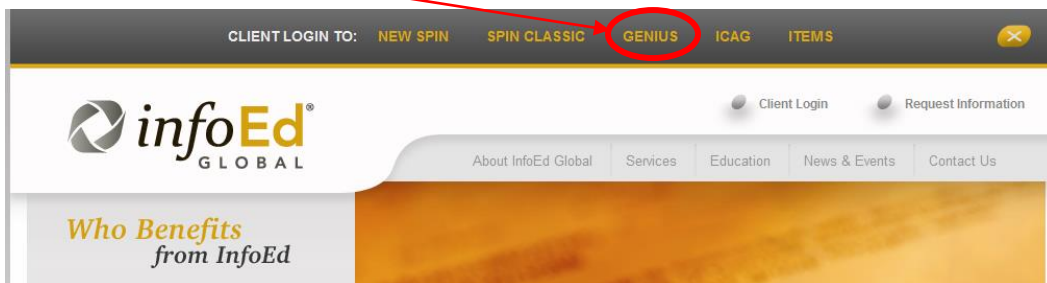 CLIENT LOGIN TO: NEW SPIN SPIN CLASSIC GENIUS ICAG ITEMS
Client Login Request Information
infoEd®
GLOBAL
About InfoEd Global Services Education News & Events Contact Us
Who Benefits
from InfoEd